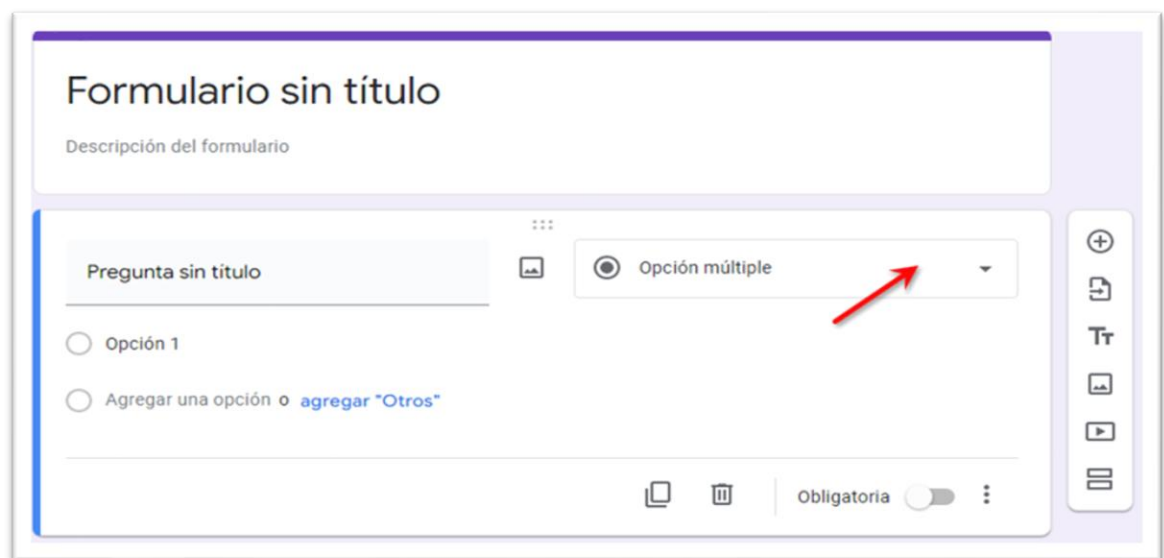 Formulario sin título
Descripción del formulario
Pregunta sin título
Opción múltiple
Opción 1
Agregar una opción o agregar "Otros"
Obligatoria
Tт